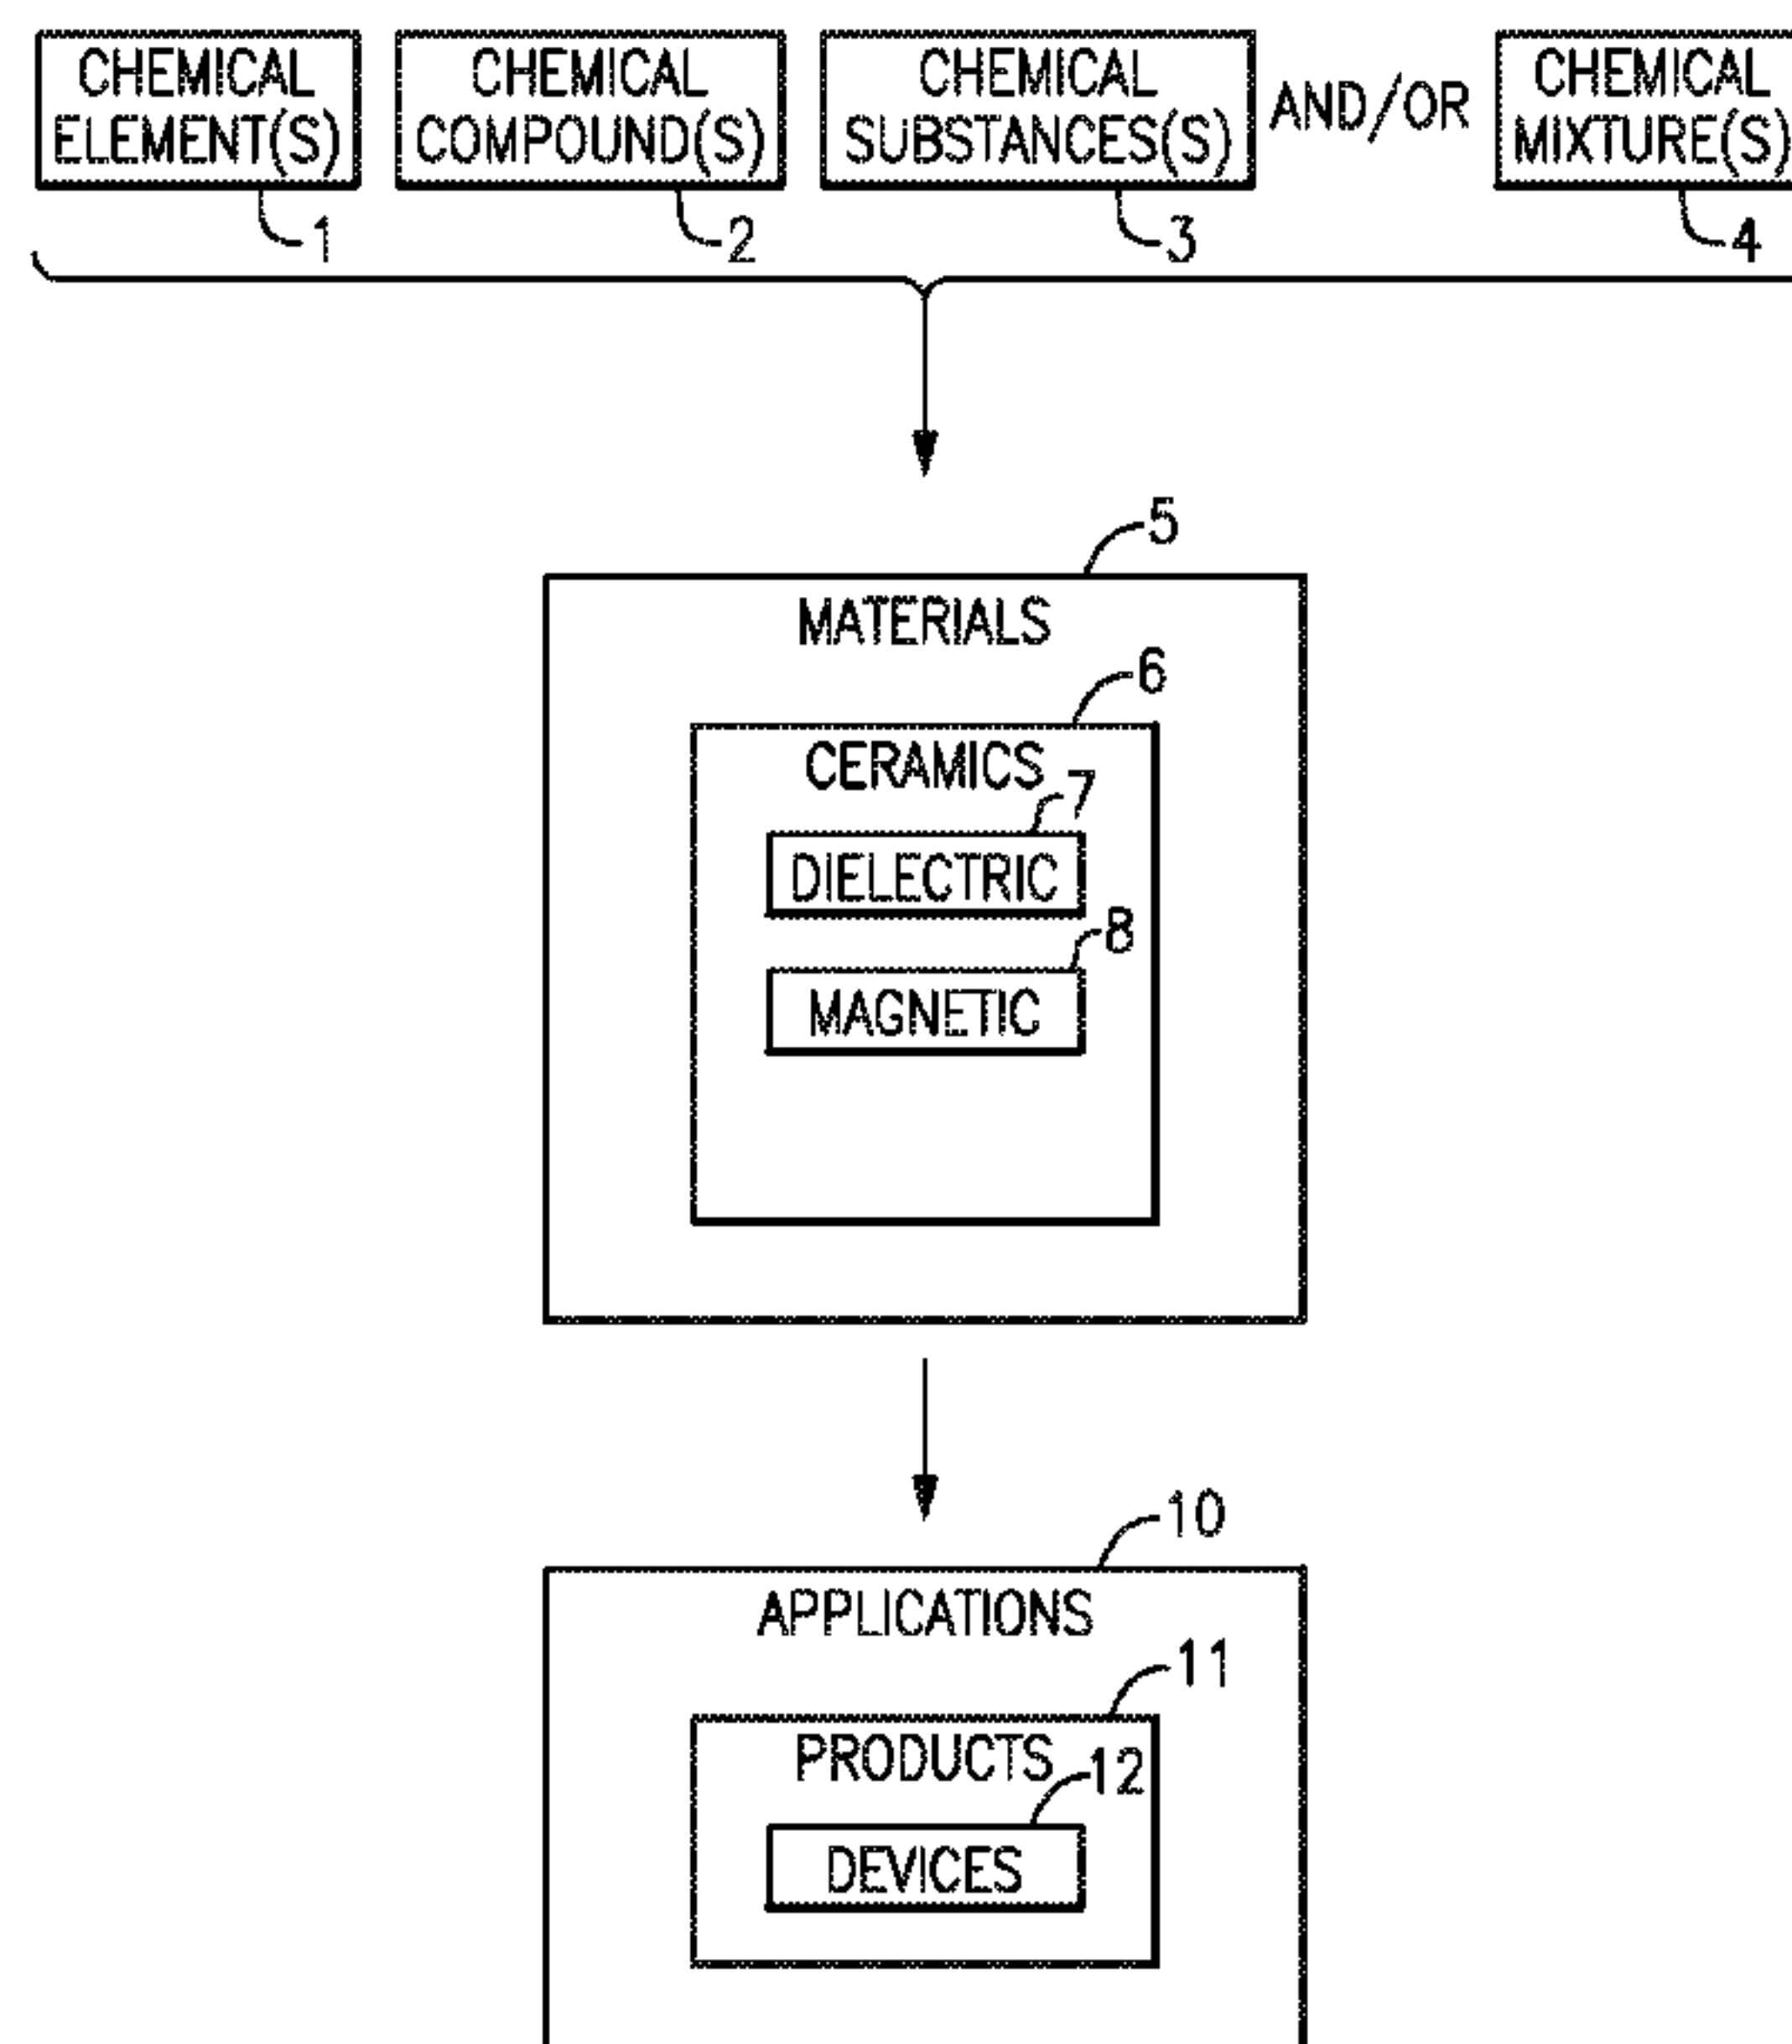 CHEMICAL ELEMENT(S)
CHEMICAL COMPOUND(S)
CHEMICAL SUBSTANCES(S)
AND/OR
CHEMICAL MIXTURE(S)
1
2
3
4
5
MATERIALS
6
CERAMICS
7
DIELECTRIC
8
MAGNETIC
10
APPLICATIONS
11
PRODUCTS
12
DEVICES